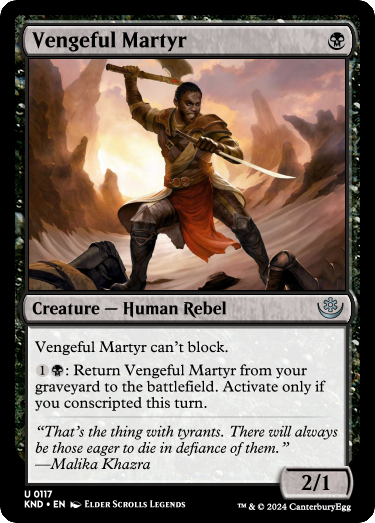 Vengeful Martyr
Creature — Human Rebel
Vengeful Martyr can't block.
1 : Return Vengeful Martyr from your
graveyard to the battlefield. Activate only if
you conscripted this turn.
"That's the thing with tyrants. There will always
be those eager to die in defiance of them."
—Malika Khazra
2/1
U 0117
KND • EN Elder Scrolls Legends
™ & © 2024 CanterburyEgg